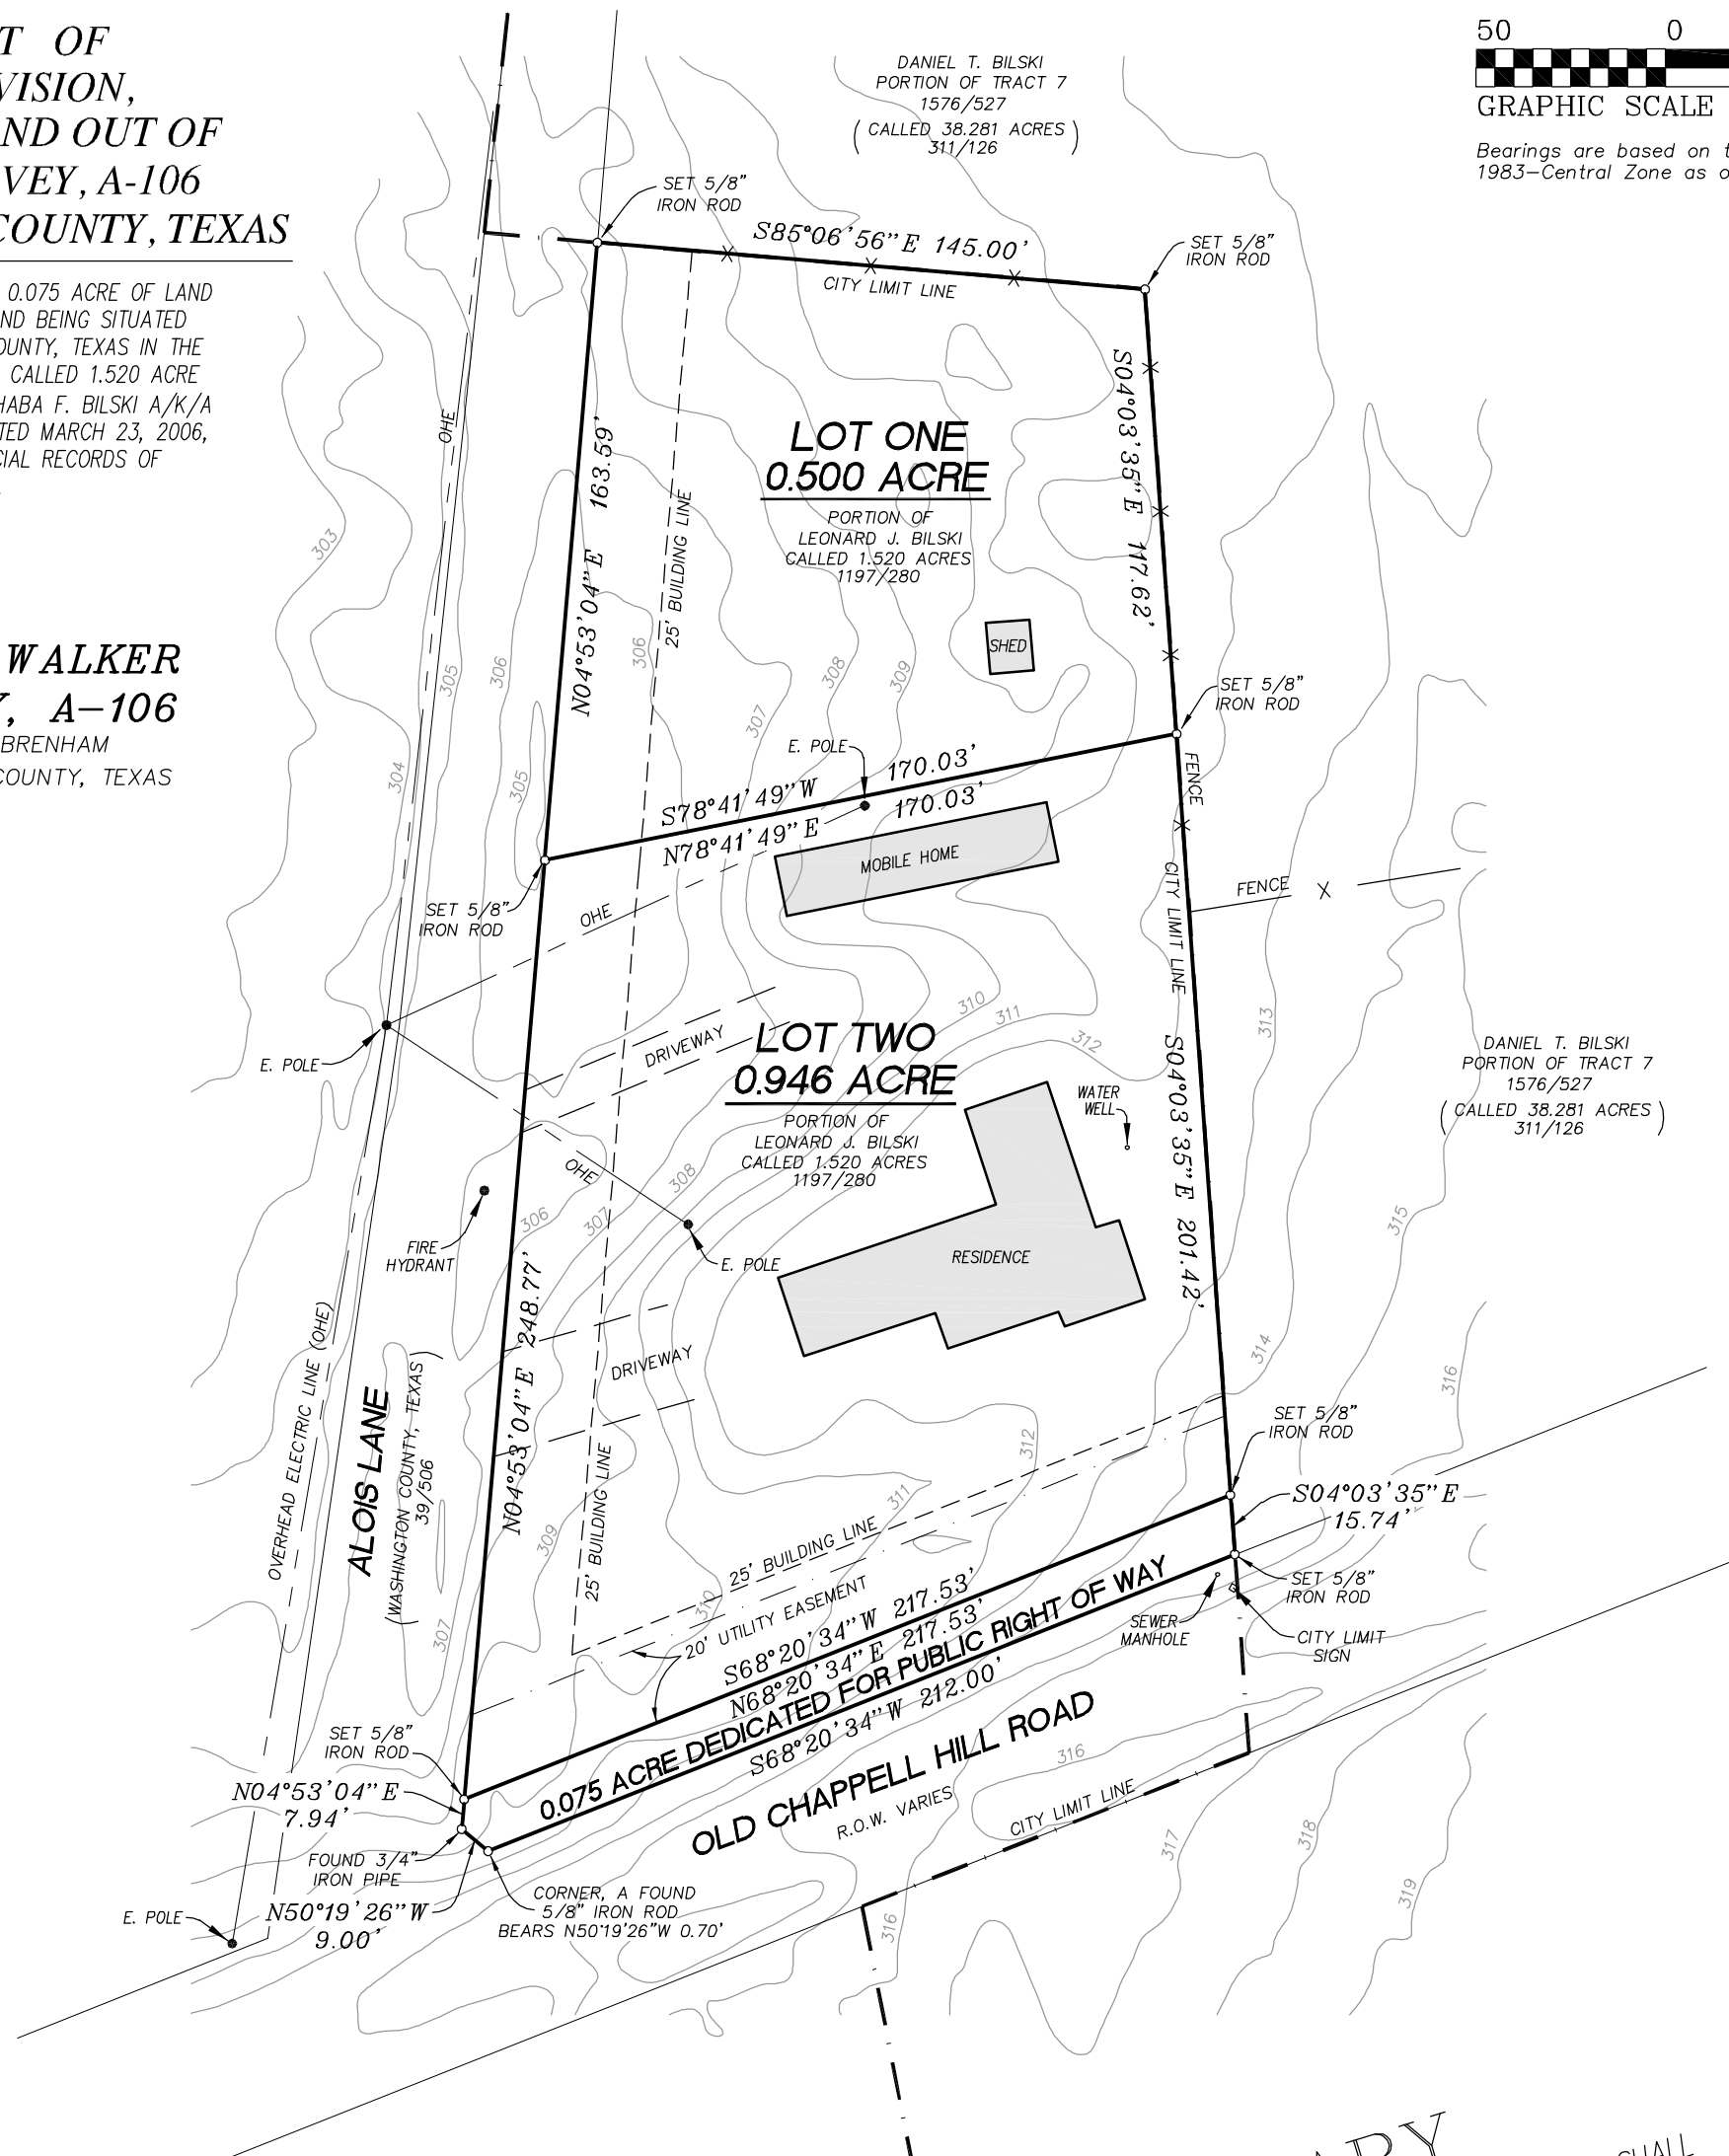 T OF
VISION,
ND OUT OF
VEY, A-106
COUNTY, TEXAS
0.075 ACRE OF LAND
ND BEING SITUATED
OUNTY, TEXAS IN THE
CALLED 1.520 ACRE
HABA F. BILSKI A/K/A
TED MARCH 23, 2006,
CIAL RECORDS OF
WALKER
Y, A-106
BRENHAM
COUNTY, TEXAS
50 0
GRAPHIC SCALE
Bearings are based on t
1983-Central Zone as o
DANIEL T. BILSKI
PORTION OF TRACT 7
1576/527
( CALLED 38.281 ACRES )
311/126
SET 5/8"
IRON ROD
S85°06'56"E 145.00'
CITY LIMIT LINE
SET 5/8"
IRON ROD
OHE
N04°53'04"E 163.59'
25' BUILDING LINE
LOT ONE
0.500 ACRE
PORTION OF
LEONARD J. BILSKI
CALLED 1.520 ACRES
1197/280
S04°03'35"E 117.62'
SHED
303
304
305
306
305
306
307
308
309
SET 5/8"
IRON ROD
E. POLE
S78°41'49"W 170.03'
N78°41'49"E 170.03'
MOBILE HOME
FENCE
CITY LIMIT LINE
FENCE X
SET 5/8"
IRON ROD
OHE
E. POLE
DRIVEWAY
LOT TWO
0.946 ACRE
PORTION OF
LEONARD J. BILSKI
CALLED 1.520 ACRES
1197/280
310
311
312
313
WATER
WELL
S04°03'35"E 201.42'
DANIEL T. BILSKI
PORTION OF TRACT 7
1576/527
( CALLED 38.281 ACRES )
311/126
OHE
FIRE
HYDRANT
306
307
308
E. POLE
RESIDENCE
315
314
316
N04°53'04"E 248.77'
DRIVEWAY
OVERHEAD ELECTRIC LINE (OHE)
ALOIS LANE
(WASHINGTON COUNTY, TEXAS)
39/506
307
309
310
311
312
25' BUILDING LINE
25' BUILDING LINE
20' UTILITY EASEMENT
SET 5/8"
IRON ROD
S04°03'35"E
15.74'
SET 5/8"
IRON ROD
SEWER
MANHOLE
CITY LIMIT
SIGN
S68°20'34"W 217.53'
N68°20'34"E 217.53'
0.075 ACRE DEDICATED FOR PUBLIC RIGHT OF WAY
S68°20'34"W 212.00'
OLD CHAPPELL HILL ROAD
R.O.W. VARIES
316
CITY LIMIT LINE
SET 5/8"
IRON ROD
N04°53'04"E
7.94'
FOUND 3/4"
IRON PIPE
N50°19'26"W
9.00'
E. POLE
CORNER, A FOUND
5/8" IRON ROD
BEARS N50°19'26"W 0.70'
316
317
318
319
ARY
SHALL